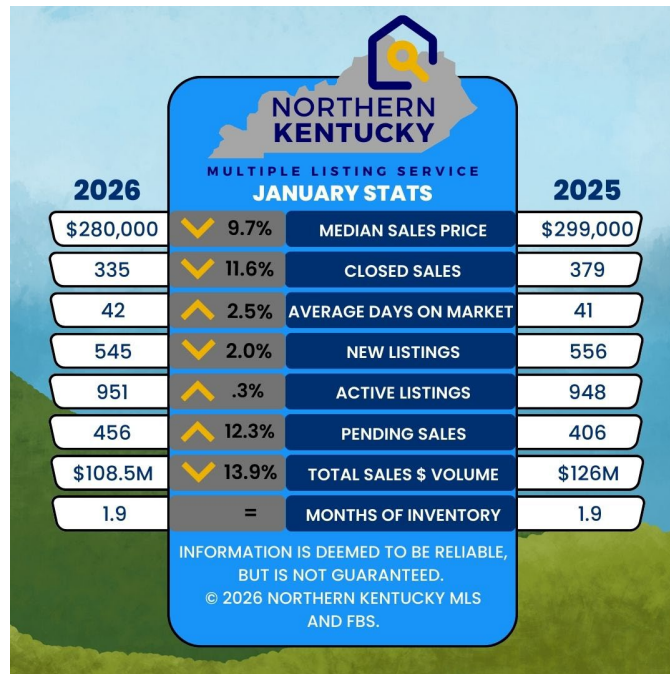 NORTHERN
KENTUCKY
MULTIPLE LISTING SERVICE
2026 JANUARY STATS 2025
$280,000 9.7% MEDIAN SALES PRICE $299,000
335 11.6% CLOSED SALES 379
42 2.5% AVERAGE DAYS ON MARKET 41
545 2.0% NEW LISTINGS 556
951 .3% ACTIVE LISTINGS 948
456 12.3% PENDING SALES 406
$108.5M 13.9% TOTAL SALES $ VOLUME $126M
1.9 = MONTHS OF INVENTORY 1.9
INFORMATION IS DEEMED TO BE RELIABLE,
BUT IS NOT GUARANTEED.
© 2026 NORTHERN KENTUCKY MLS
AND FBS.